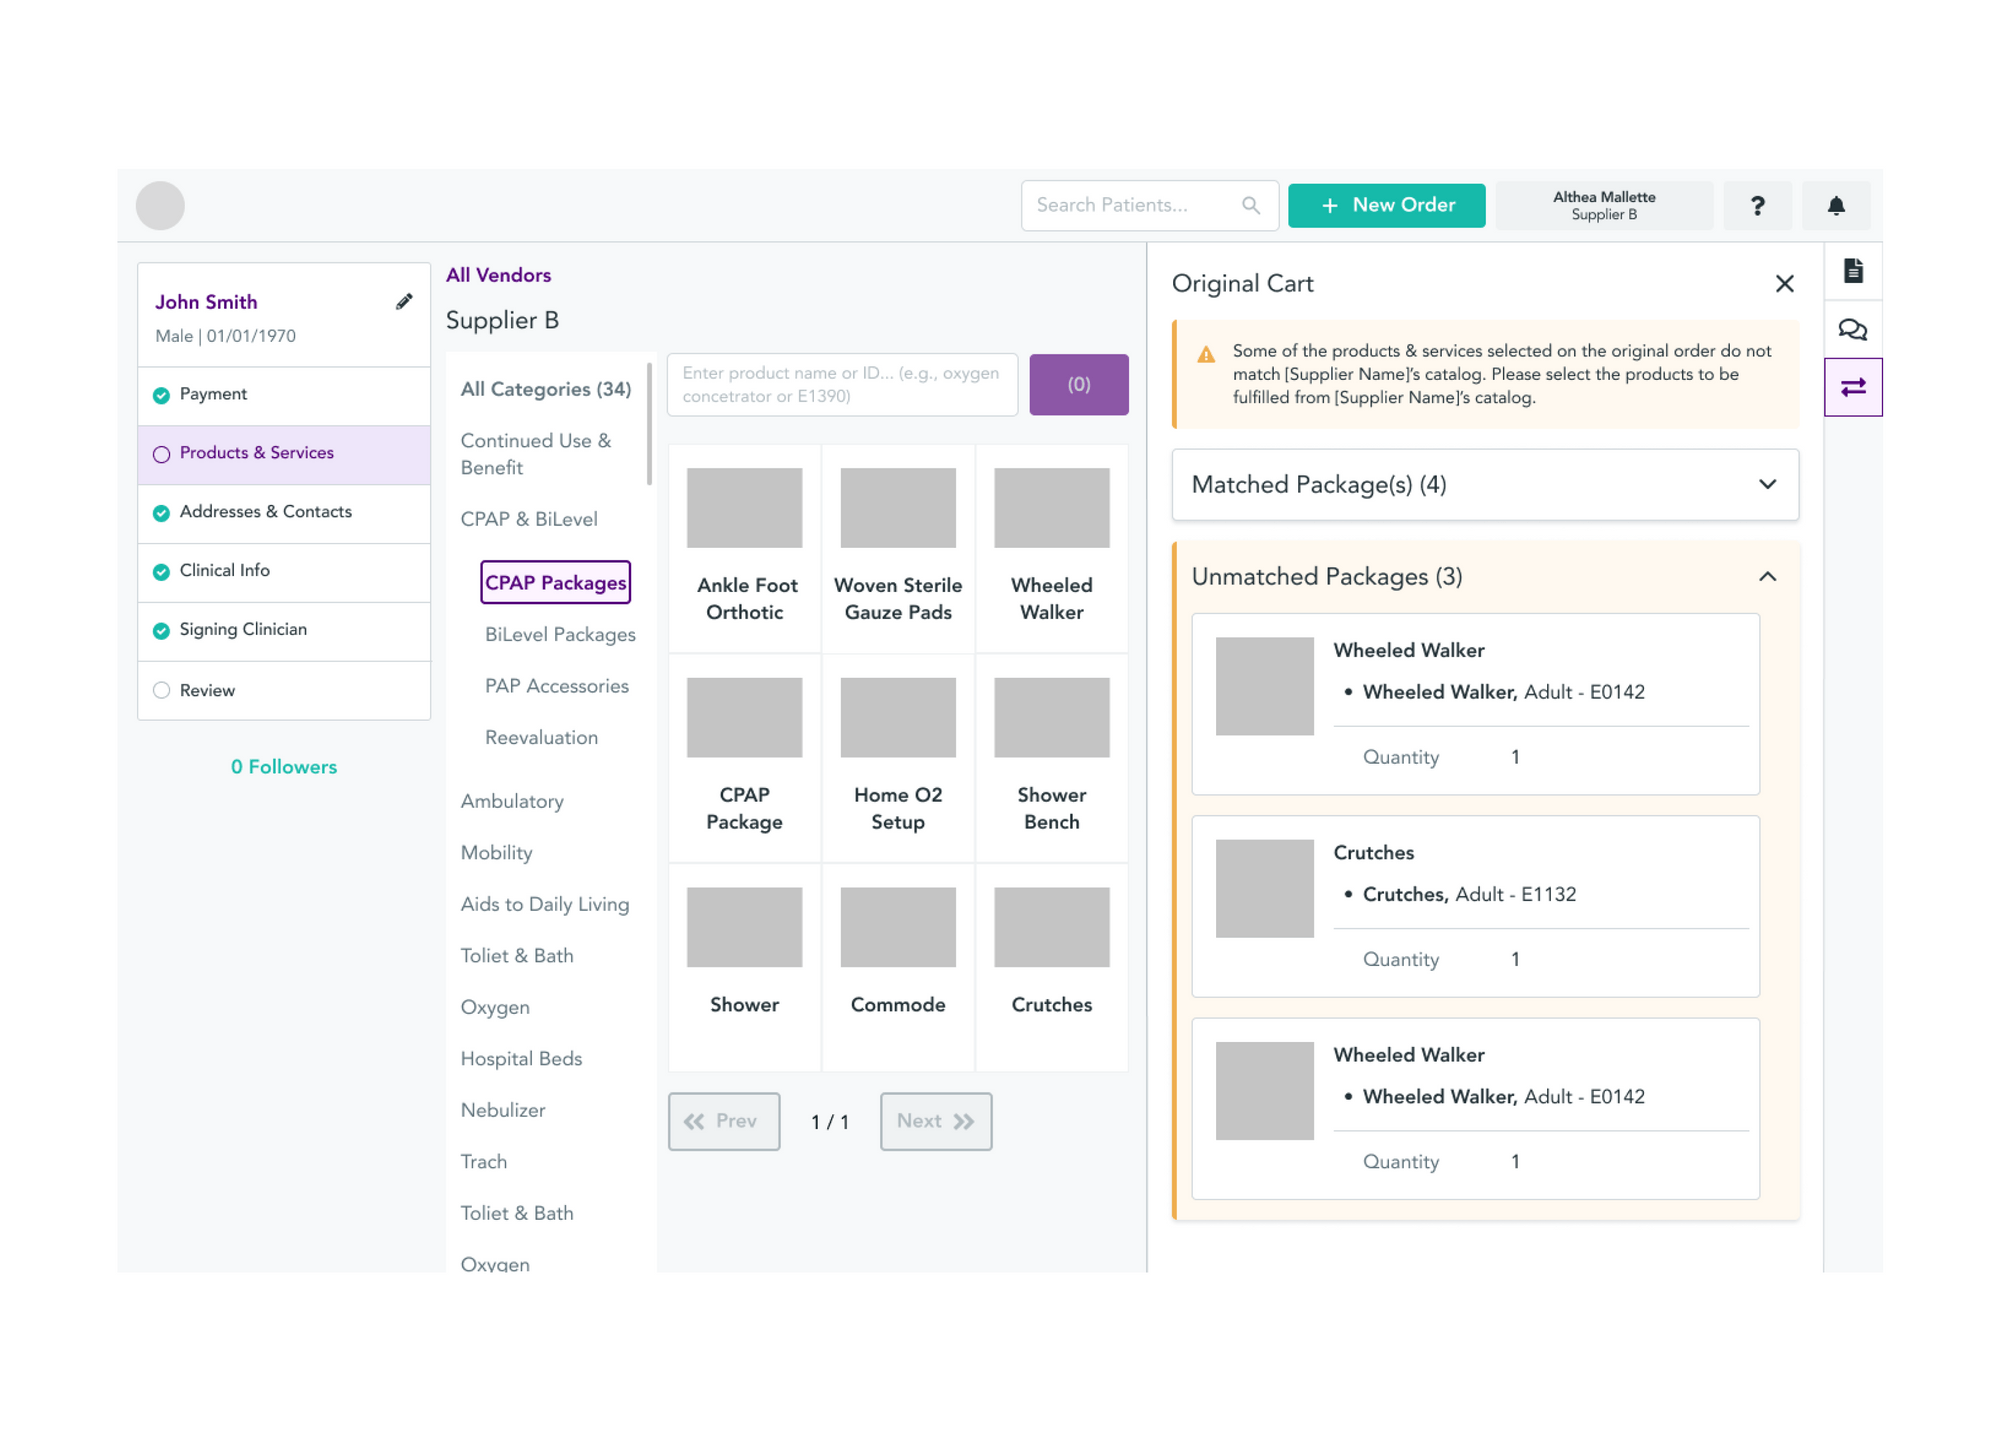 Search Patients...
+ New Order
Althea Mallette
Supplier B
?
John Smith
Male | 01/01/1970
Payment
Products & Services
Addresses & Contacts
Clinical Info
Signing Clinician
Review
0 Followers
All Vendors
Supplier B
All Categories (34)
Continued Use &
Benefit
CPAP & BiLevel
CPAP Packages
BiLevel Packages
PAP Accessories
Reevaluation
Ambulatory
Mobility
Aids to Daily Living
Toliet & Bath
Oxygen
Hospital Beds
Nebulizer
Trach
Toliet & Bath
Oxygen
Enter product name or ID... (e.g., oxygen
concetrator or E1390)
(0)
Ankle Foot
Orthotic
Woven Sterile
Gauze Pads
Wheeled
Walker
CPAP
Package
Home O2
Setup
Shower
Bench
Shower
Commode
Crutches
Prev
1 / 1
Next
Original Cart
Some of the products & services selected on the original order do not
match [Supplier Name]'s catalog. Please select the products to be
fulfilled from [Supplier Name]'s catalog.
Matched Package(s) (4)
Unmatched Packages (3)
Wheeled Walker
• Wheeled Walker, Adult - E0142
Quantity 1
Crutches
• Crutches, Adult - E1132
Quantity 1
Wheeled Walker
• Wheeled Walker, Adult - E0142
Quantity 1